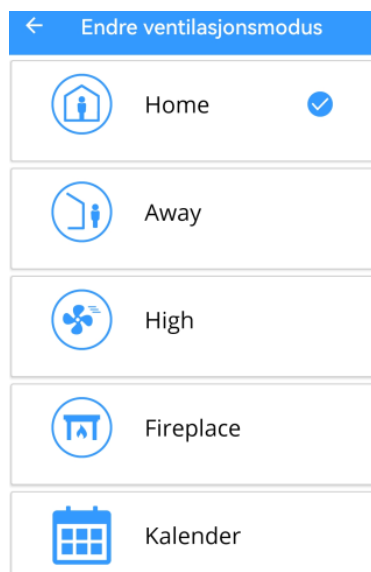 Endre ventilasjonsmodus
Home
Away
High
Fireplace
Kalender